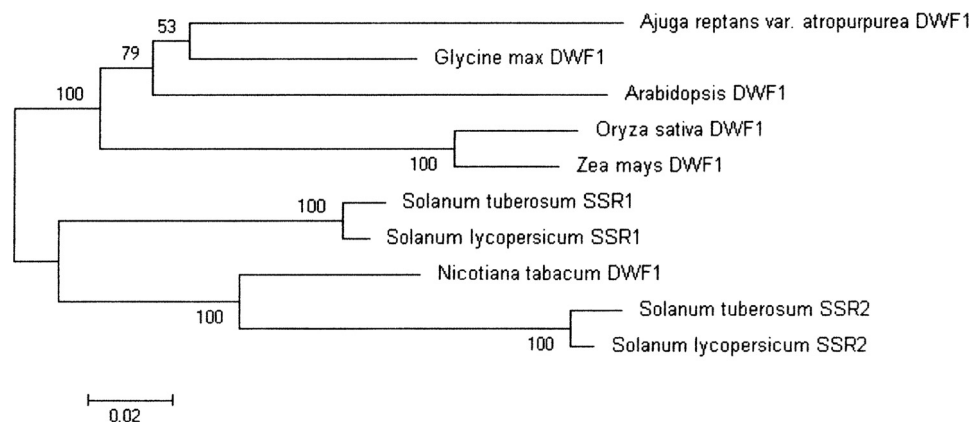 Ajuga reptans var. atropurpurea DWF1
53
Glycine max DWF1
79
Arabidopsis DWF1
100
Oryza sativa DWF1
100
Zea mays DWF1
Solanum tuberosum SSR1
100
Solanum lycopersicum SSR1
Nicotiana tabacum DWF1
100
Solanum tuberosum SSR2
100
Solanum lycopersicum SSR2
0.02